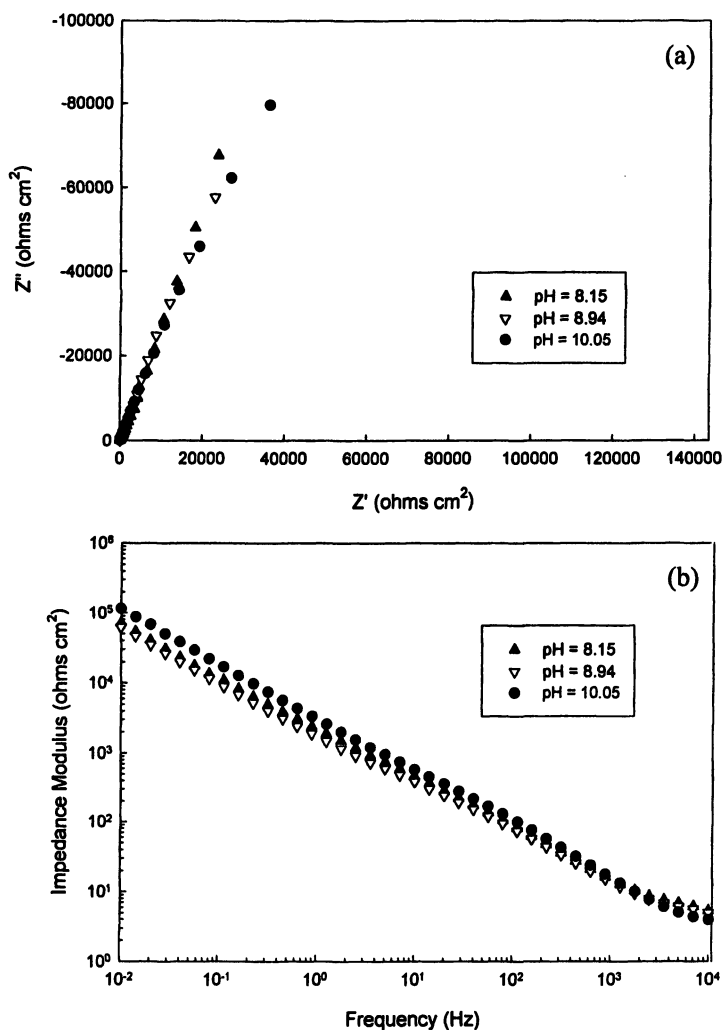 (a)
-100000
-80000
-60000
-40000
-20000
0
Z" (ohms cm²)
▲ pH = 8.15
▽ pH = 8.94
● pH = 10.05
0 20000 40000 60000 80000 100000 120000 140000
Z' (ohms cm²)
(b)
10⁶
10⁵
10⁴
10³
10²
10¹
10⁰
Impedance Modulus (ohms cm²)
▲ pH = 8.15
▽ pH = 8.94
● pH = 10.05
10⁻² 10⁻¹ 10⁰ 10¹ 10² 10³ 10⁴
Frequency (Hz)